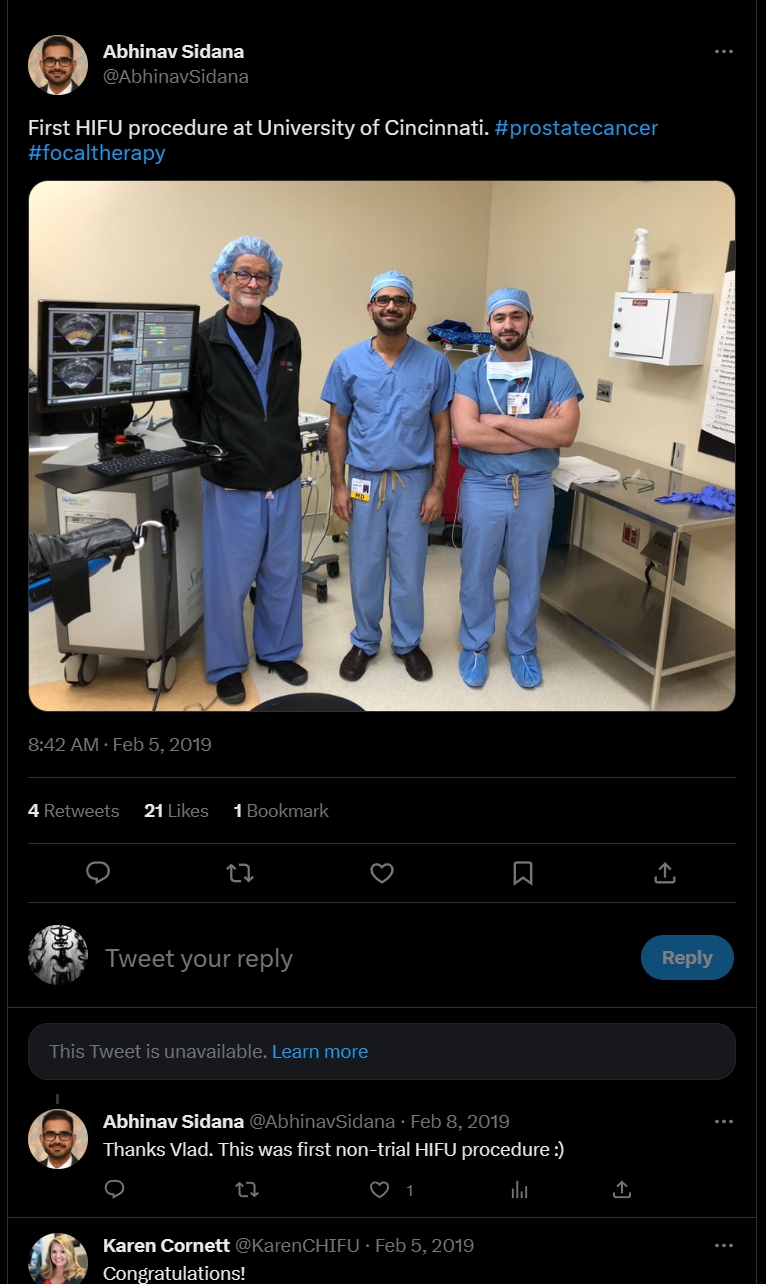 Abhinav Sidana
@AbhinavSidana
First HIFU procedure at University of Cincinnati. #prostatecancer
#focaltherapy
MD
8:42 AM · Feb 5, 2019
4 Retweets 21 Likes 1 Bookmark
Tweet your reply
Reply
This Tweet is unavailable. Learn more
Abhinav Sidana @AbhinavSidana · Feb 8, 2019
Thanks Vlad. This was first non-trial HIFU procedure :)
1
Karen Cornett @KarenCHIFU · Feb 5, 2019
Congratulations!